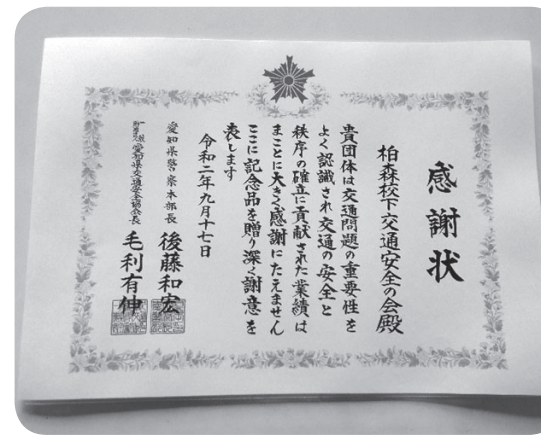 感謝状
柏森校下交通安全の会殿
貴団体は交通問題の重要性を
よく認識され交通の安全と
秩序の確立に貢献された業績は
まことに大きく感謝にたえません
ここに記念品を贈り深く謝意を
表します
令和二年九月十七日
愛知県警察本部長 後藤和宏
一般財団法人 愛知県交通安全協会長 毛利有伸